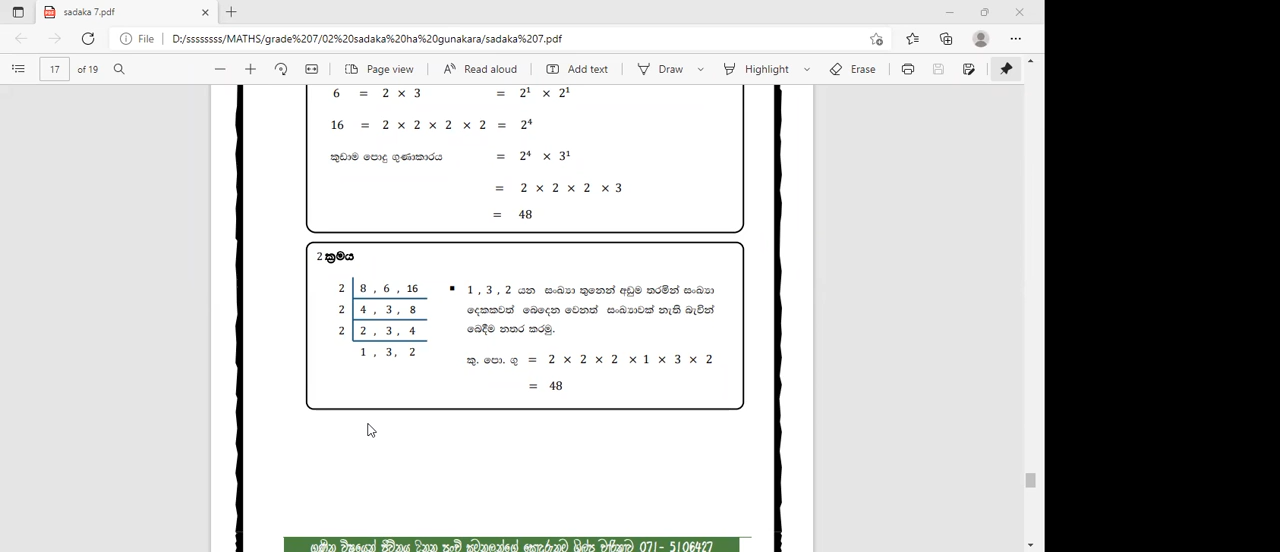 sadaka 7.pdf
File D:/ssssssss/MATHS/grade%207/02%20sadaka%20ha%20gunakara/sadaka%207.pdf
17 of 19 Page view Read aloud Add text Draw Highlight Erase
6 = 2 × 3 = 2¹ × 2¹
16 = 2 × 2 × 2 × 2 = 2⁴
කුඩාම පොදු ගුණාකාරය = 2⁴ × 3¹
= 2 × 2 × 2 × 3
= 48
2 ක්‍රමය
2 8 , 6 , 16
2 4 , 3 , 8
2 2 , 3 , 4
1 , 3 , 2
▪ 1 , 3 , 2 යන සංඛ්‍යා තුනෙන් අඩුම තරමින් සංඛ්‍යා
දෙකකවත් බෙදෙන වෙනත් සංඛ්‍යාවක් නැති බැවින්
බෙදීම නතර කරමු.
කු. පො. ගු = 2 × 2 × 2 × 1 × 3 × 2
= 48
071- 5106427